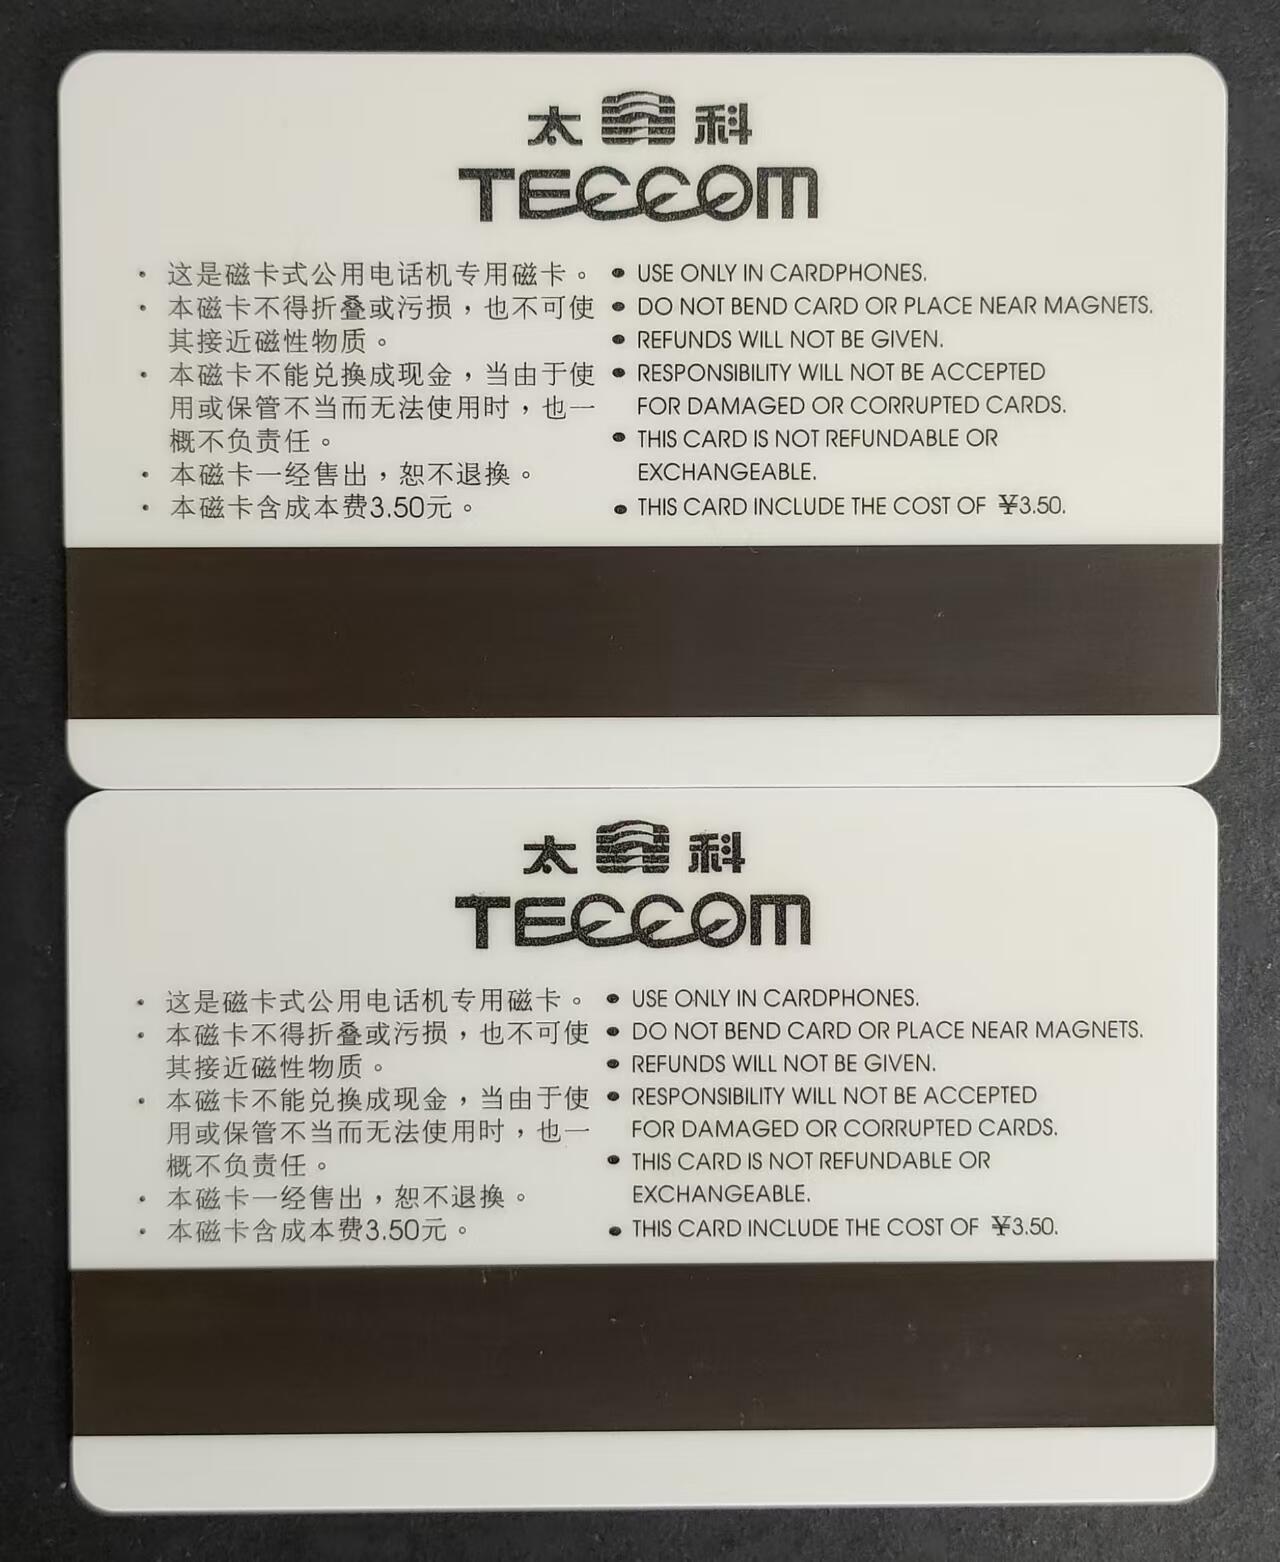 太 科
TECCOM
· 这是磁卡式公用电话机专用磁卡。
· 本磁卡不得折叠或污损，也不可使
其接近磁性物质。
· 本磁卡不能兑换成现金，当由于使
用或保管不当而无法使用时，也一
概不负责任。
· 本磁卡一经售出，恕不退换。
· 本磁卡含成本费3.50元。
• USE ONLY IN CARDPHONES.
• DO NOT BEND CARD OR PLACE NEAR MAGNETS.
• REFUNDS WILL NOT BE GIVEN.
• RESPONSIBILITY WILL NOT BE ACCEPTED
FOR DAMAGED OR CORRUPTED CARDS.
• THIS CARD IS NOT REFUNDABLE OR
EXCHANGEABLE.
• THIS CARD INCLUDE THE COST OF ¥3.50.
太 科
TECCOM
· 这是磁卡式公用电话机专用磁卡。
· 本磁卡不得折叠或污损，也不可使
其接近磁性物质。
· 本磁卡不能兑换成现金，当由于使
用或保管不当而无法使用时，也一
概不负责任。
· 本磁卡一经售出，恕不退换。
· 本磁卡含成本费3.50元。
• USE ONLY IN CARDPHONES.
• DO NOT BEND CARD OR PLACE NEAR MAGNETS.
• REFUNDS WILL NOT BE GIVEN.
• RESPONSIBILITY WILL NOT BE ACCEPTED
FOR DAMAGED OR CORRUPTED CARDS.
• THIS CARD IS NOT REFUNDABLE OR
EXCHANGEABLE.
• THIS CARD INCLUDE THE COST OF ¥3.50.